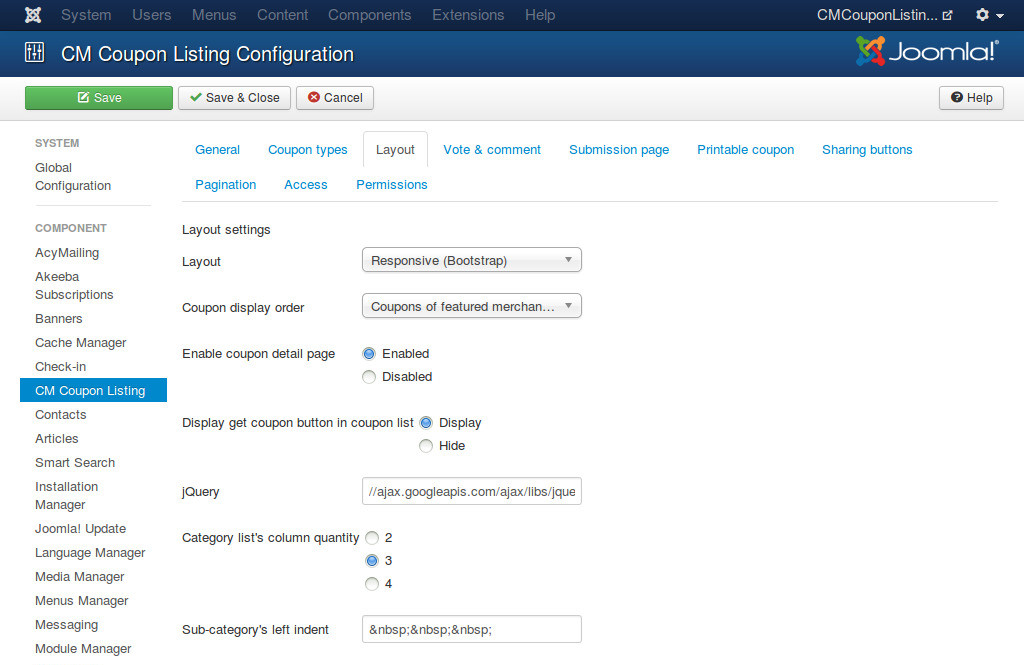 System Users Menus Content Components Extensions Help CMCouponListin...
CM Coupon Listing Configuration Joomla!®
Save Save & Close Cancel Help
SYSTEM
Global
Configuration
COMPONENT
AcyMailing
Akeeba
Subscriptions
Banners
Cache Manager
Check-in
CM Coupon Listing
Contacts
Articles
Smart Search
Installation
Manager
Joomla! Update
Language Manager
Media Manager
Menus Manager
Messaging
Module Manager
General Coupon types Layout Vote & comment Submission page Printable coupon Sharing buttons
Pagination Access Permissions
Layout settings
Layout Responsive (Bootstrap)
Coupon display order Coupons of featured merchan...
Enable coupon detail page Enabled
Disabled
Display get coupon button in coupon list Display
Hide
jQuery //ajax.googleapis.com/ajax/libs/jque
Category list's column quantity 2
3
4
Sub-category's left indent &nbsp;&nbsp;&nbsp;